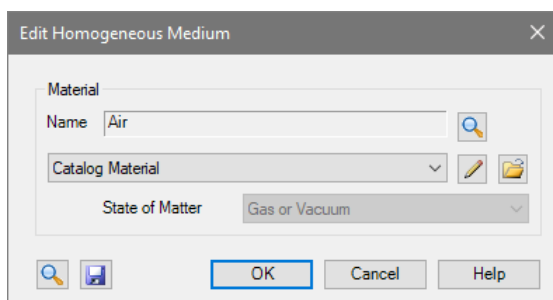 Edit Homogeneous Medium
Material
Name Air
Catalog Material
State of Matter Gas or Vacuum
OK Cancel Help